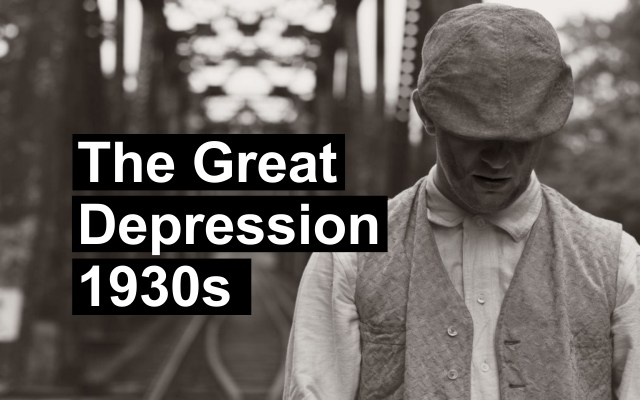 The Great
Depression
1930s